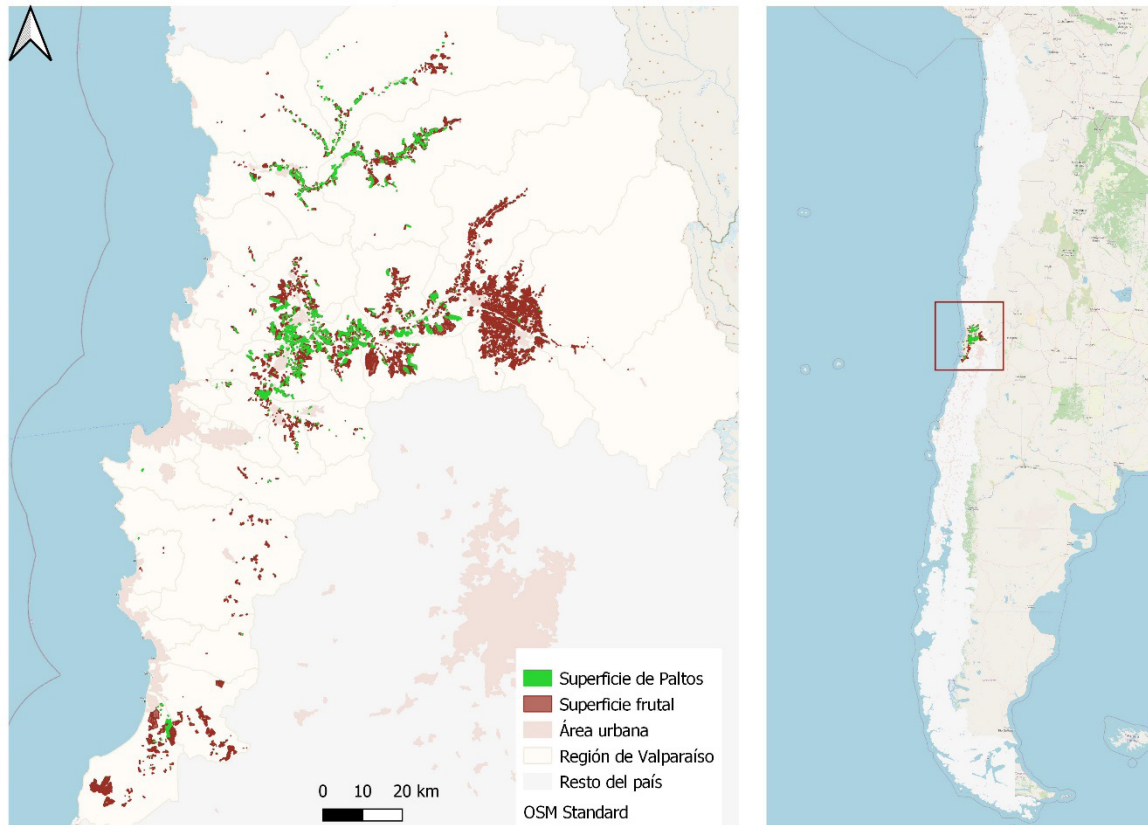 Superficie de Paltos
Superficie frutal
Área urbana
Región de Valparaíso
Resto del país
OSM Standard
0 10 20 km